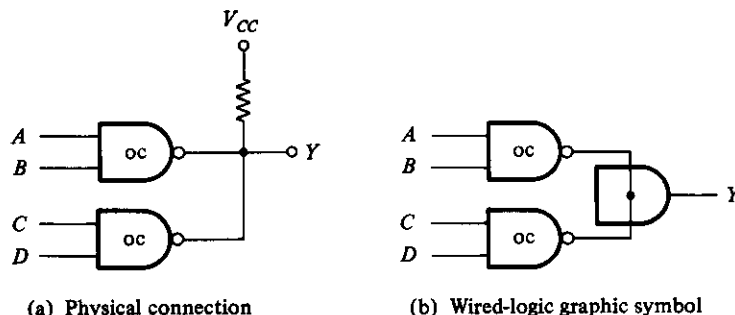 V_CC
A
B
OC
Y
C
D
OC
A
B
OC
Y
C
D
OC
(a) Physical connection
(b) Wired-logic graphic symbol